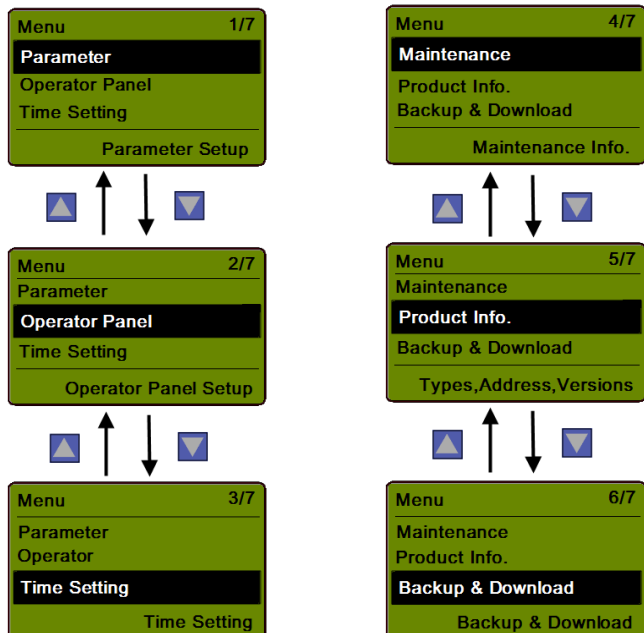 Menu 1/7
Parameter
Operator Panel
Time Setting
Parameter Setup
Menu 2/7
Parameter
Operator Panel
Time Setting
Operator Panel Setup
Menu 3/7
Parameter
Operator
Time Setting
Time Setting
Menu 4/7
Maintenance
Product Info.
Backup & Download
Maintenance Info.
Menu 5/7
Maintenance
Product Info.
Backup & Download
Types,Address,Versions
Menu 6/7
Maintenance
Product Info.
Backup & Download
Backup & Download